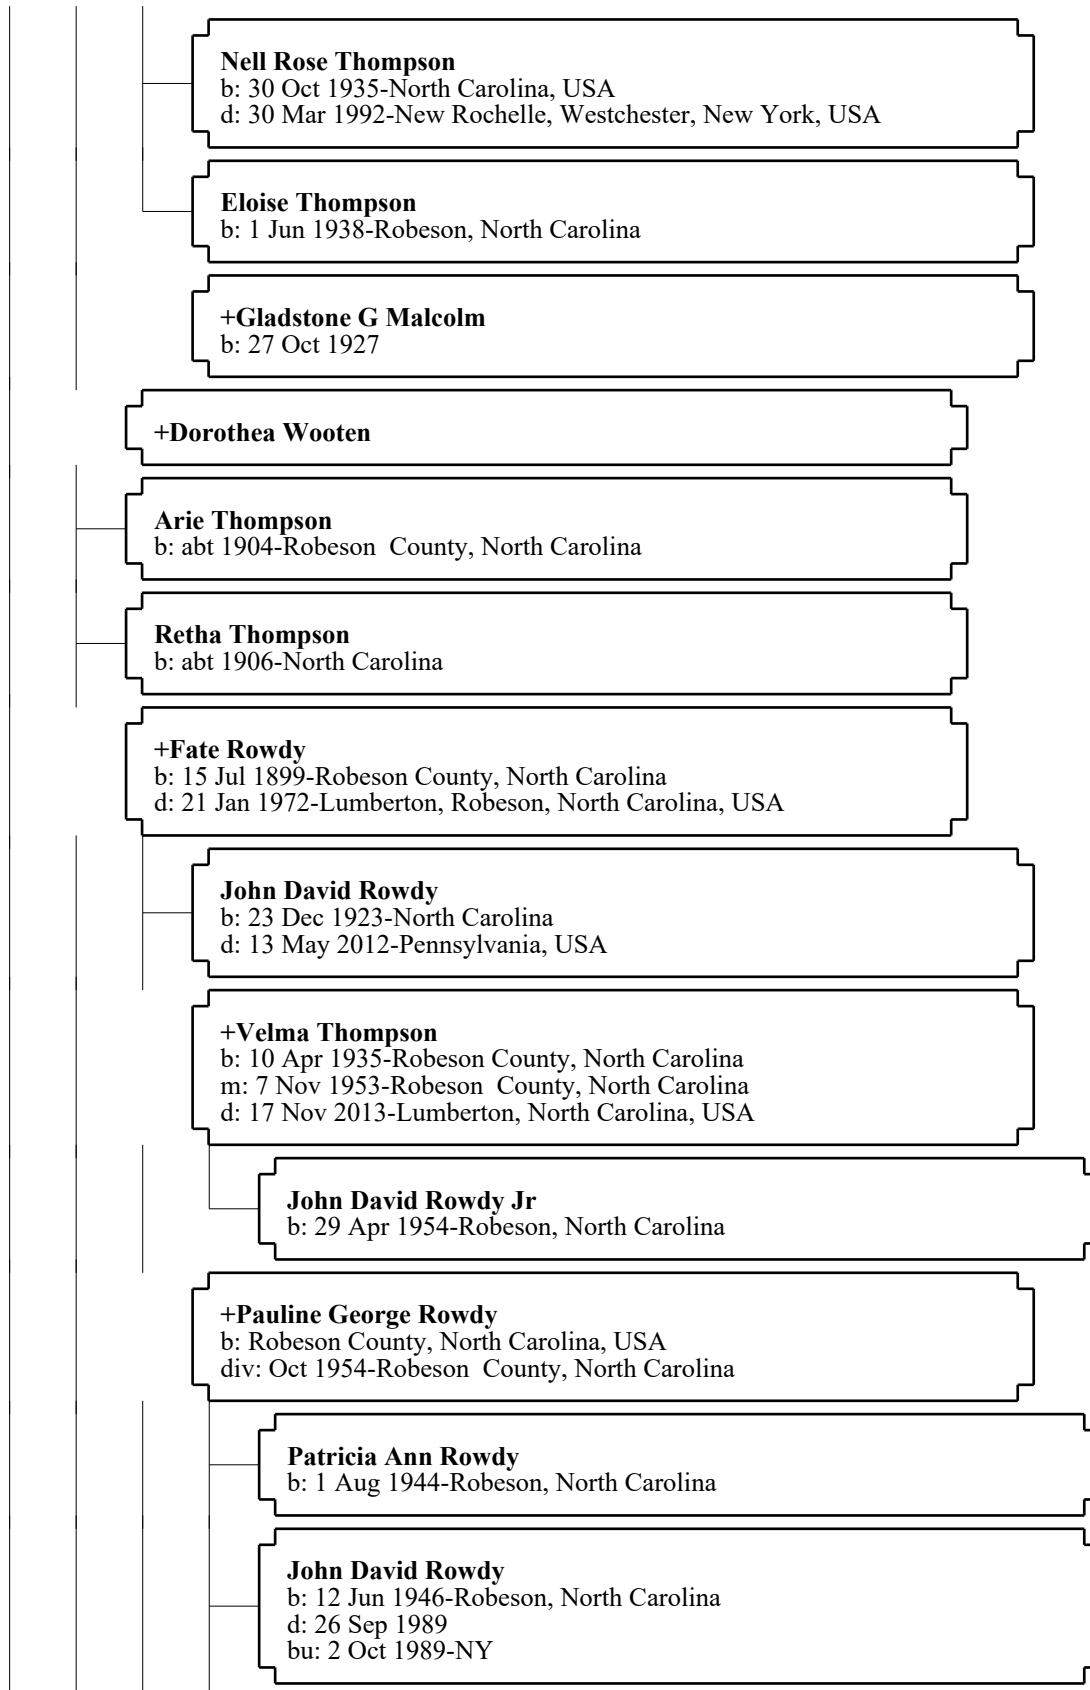 Nell Rose Thompson
b: 30 Oct 1935-North Carolina, USA
d: 30 Mar 1992-New Rochelle, Westchester, New York, USA
Eloise Thompson
b: 1 Jun 1938-Robeson, North Carolina
+Gladstone G Malcolm
b: 27 Oct 1927
+Dorothea Wooten
Arie Thompson
b: abt 1904-Robeson  County, North Carolina
Retha Thompson
b: abt 1906-North Carolina
+Fate Rowdy
b: 15 Jul 1899-Robeson County, North Carolina
d: 21 Jan 1972-Lumberton, Robeson, North Carolina, USA
John David Rowdy
b: 23 Dec 1923-North Carolina
d: 13 May 2012-Pennsylvania, USA
+Velma Thompson
b: 10 Apr 1935-Robeson County, North Carolina
m: 7 Nov 1953-Robeson  County, North Carolina
d: 17 Nov 2013-Lumberton, North Carolina, USA
John David Rowdy Jr
b: 29 Apr 1954-Robeson, North Carolina
+Pauline George Rowdy
b: Robeson County, North Carolina, USA
div: Oct 1954-Robeson  County, North Carolina
Patricia Ann Rowdy
b: 1 Aug 1944-Robeson, North Carolina
John David Rowdy
b: 12 Jun 1946-Robeson, North Carolina
d: 26 Sep 1989
bu: 2 Oct 1989-NY